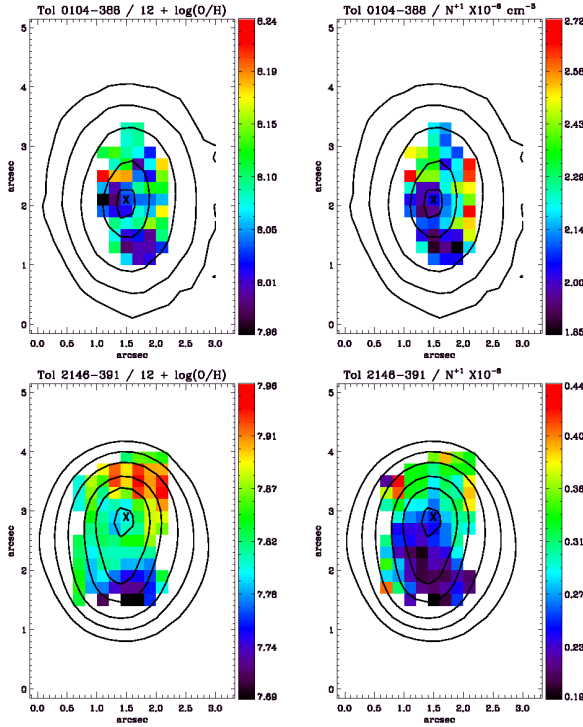 Tol 0104-388 / 12 + log(O/H)
5
4
3
2
1
0
arcsec
0.0 0.5 1.0 1.5 2.0 2.5 3.0
arcsec
X
8.24
8.19
8.15
8.10
8.05
8.01
7.96
Tol 0104-388 / N⁺¹ X10⁻⁶ cm⁻³
5
4
3
2
1
0
arcsec
0.0 0.5 1.0 1.5 2.0 2.5 3.0
arcsec
X
2.72
2.58
2.43
2.29
2.14
2.00
1.85
Tol 2146-391 / 12 + log(O/H)
5
4
3
2
1
0
arcsec
0.0 0.5 1.0 1.5 2.0 2.5 3.0
arcsec
X
7.96
7.91
7.87
7.82
7.78
7.74
7.69
Tol 2146-391 / N⁺¹ X10⁻⁶
5
4
3
2
1
0
arcsec
0.0 0.5 1.0 1.5 2.0 2.5 3.0
arcsec
X
0.44
0.40
0.36
0.32
0.27
0.23
0.19